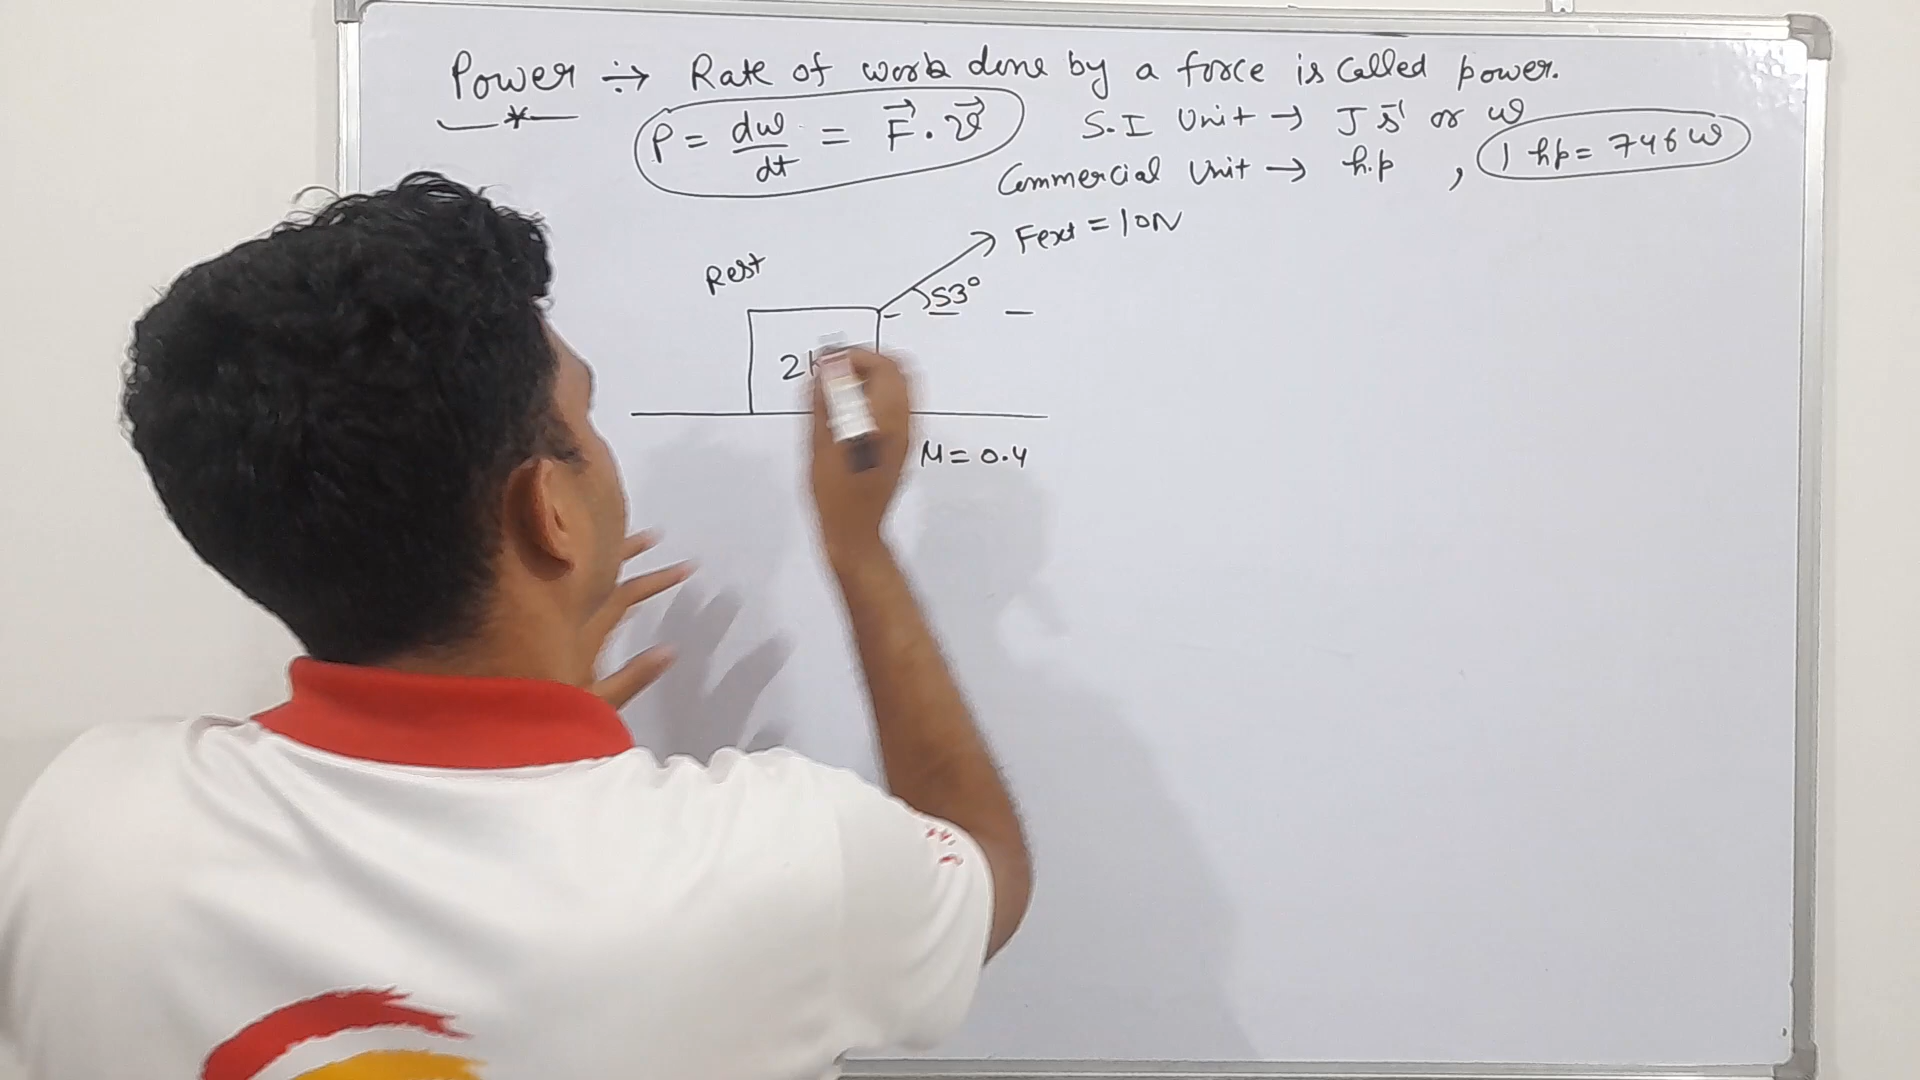 Power ÷→ Rate of work done by a force is called power.
P = dw/dt = F⃗ . v⃗
S.I Unit → J s⁻¹ or w
Commercial Unit → h.p , 1 hp = 746 w
Fext = 10N
Rest
53°
2k
μ = 0.4